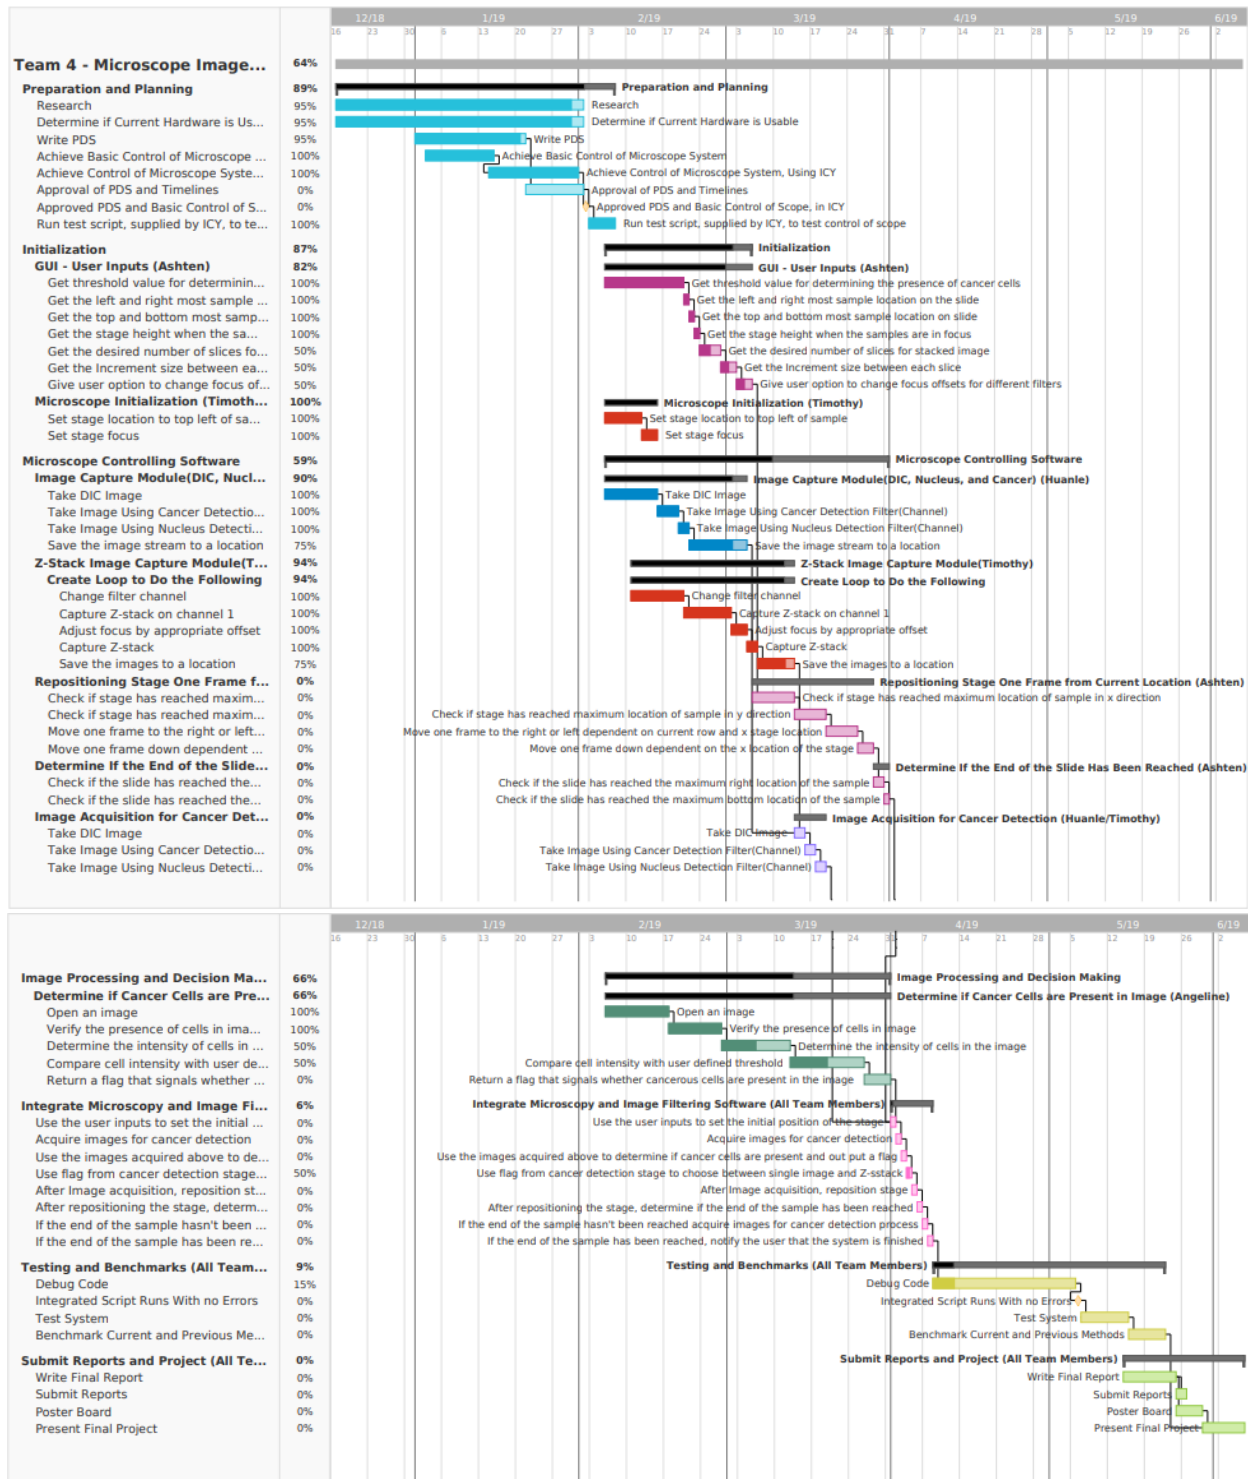 12/18 1/19 2/19 3/19 4/19 5/19 6/19
16 23 30 6 13 20 27 3 10 17 24 3 10 17 24 31 7 14 21 28 5 12 19 26 2
Team 4 - Microscope Image... 64%
Preparation and Planning 89% Preparation and Planning
Research 95% Research
Determine if Current Hardware is Us... 95% Determine if Current Hardware is Usable
Write PDS 95% Write PDS
Achieve Basic Control of Microscope ... 100% Achieve Basic Control of Microscope System
Achieve Control of Microscope Syste... 100% Achieve Control of Microscope System, Using ICY
Approval of PDS and Timelines 0% Approval of PDS and Timelines
Approved PDS and Basic Control of S... 0% Approved PDS and Basic Control of Scope, in ICY
Run test script, supplied by ICY, to te... 100% Run test script, supplied by ICY, to test control of scope
Initialization 87% Initialization
GUI - User Inputs (Ashten) 82% GUI - User Inputs (Ashten)
Get threshold value for determinin... 100% Get threshold value for determining the presence of cancer cells
Get the left and right most sample ... 100% Get the left and right most sample location on the slide
Get the top and bottom most samp... 100% Get the top and bottom most sample location on slide
Get the stage height when the sa... 100% Get the stage height when the samples are in focus
Get the desired number of slices fo... 50% Get the desired number of slices for stacked image
Get the Increment size between ea... 50% Get the Increment size between each slice
Give user option to change focus of... 50% Give user option to change focus offsets for different filters
Microscope Initialization (Timoth... 100% Microscope Initialization (Timothy)
Set stage location to top left of sa... 100% Set stage location to top left of sample
Set stage focus 100% Set stage focus
Microscope Controlling Software 59% Microscope Controlling Software
Image Capture Module(DIC, Nucl... 90% Image Capture Module(DIC, Nucleus, and Cancer) (Huanle)
Take DIC Image 100% Take DIC Image
Take Image Using Cancer Detectio... 100% Take Image Using Cancer Detection Filter(Channel)
Take Image Using Nucleus Detecti... 100% Take Image Using Nucleus Detection Filter(Channel)
Save the image stream to a location 75% Save the image stream to a location
Z-Stack Image Capture Module(T... 94% Z-Stack Image Capture Module(Timothy)
Create Loop to Do the Following 94% Create Loop to Do the Following
Change filter channel 100% Change filter channel
Capture Z-stack on channel 1 100% Capture Z-stack on channel 1
Adjust focus by appropriate offset 100% Adjust focus by appropriate offset
Capture Z-stack 100% Capture Z-stack
Save the images to a location 75% Save the images to a location
Repositioning Stage One Frame f... 0% Repositioning Stage One Frame from Current Location (Ashten)
Check if stage has reached maxim... 0% Check if stage has reached maximum location of sample in x direction
Check if stage has reached maxim... 0% Check if stage has reached maximum location of sample in y direction
Move one frame to the right or left... 0% Move one frame to the right or left dependent on current row and x stage location
Move one frame down dependent ... 0% Move one frame down dependent on the x location of the stage
Determine If the End of the Slide... 0% Determine If the End of the Slide Has Been Reached (Ashten)
Check if the slide has reached the... 0% Check if the slide has reached the maximum right location of the sample
Check if the slide has reached the... 0% Check if the slide has reached the maximum bottom location of the sample
Image Acquisition for Cancer Det... 0% Image Acquisition for Cancer Detection (Huanle/Timothy)
Take DIC Image 0% Take DIC Image
Take Image Using Cancer Detectio... 0% Take Image Using Cancer Detection Filter(Channel)
Take Image Using Nucleus Detecti... 0% Take Image Using Nucleus Detection Filter(Channel)
12/18 1/19 2/19 3/19 4/19 5/19 6/19
16 23 30 6 13 20 27 3 10 17 24 3 10 17 24 31 7 14 21 28 5 12 19 26 2
Image Processing and Decision Ma... 66% Image Processing and Decision Making
Determine if Cancer Cells are Pre... 66% Determine if Cancer Cells are Present in Image (Angeline)
Open an image 100% Open an image
Verify the presence of cells in ima... 100% Verify the presence of cells in image
Determine the intensity of cells in ... 50% Determine the intensity of cells in the image
Compare cell intensity with user de... 50% Compare cell intensity with user defined threshold
Return a flag that signals whether ... 0% Return a flag that signals whether cancerous cells are present in the image
Integrate Microscopy and Image Fi... 6% Integrate Microscopy and Image Filtering Software (All Team Members)
Use the user inputs to set the initial ... 0% Use the user inputs to set the initial position of the stage
Acquire images for cancer detection 0% Acquire images for cancer detection
Use the images acquired above to de... 0% Use the images acquired above to determine if cancer cells are present and out put a flag
Use flag from cancer detection stage... 50% Use flag from cancer detection stage to choose between single image and Z-sstack
After Image acquisition, reposition st... 0% After Image acquisition, reposition stage
After repositioning the stage, determ... 0% After repositioning the stage, determine if the end of the sample has been reached
If the end of the sample hasn't been ... 0% If the end of the sample hasn't been reached acquire images for cancer detection process
If the end of the sample has been re... 0% If the end of the sample has been reached, notify the user that the system is finished
Testing and Benchmarks (All Team... 9% Testing and Benchmarks (All Team Members)
Debug Code 15% Debug Code
Integrated Script Runs With no Errors 0% Integrated Script Runs With no Errors
Test System 0% Test System
Benchmark Current and Previous Me... 0% Benchmark Current and Previous Methods
Submit Reports and Project (All Te... 0% Submit Reports and Project (All Team Members)
Write Final Report 0% Write Final Report
Submit Reports 0% Submit Reports
Poster Board 0% Poster Board
Present Final Project 0% Present Final Project